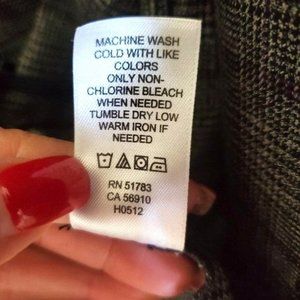 MACHINE WASH
COLD WITH LIKE
COLORS
ONLY NON-
CHLORINE BLEACH
WHEN NEEDED
TUMBLE DRY LOW
WARM IRON IF
NEEDED
RN 51783
CA 56910
H0512